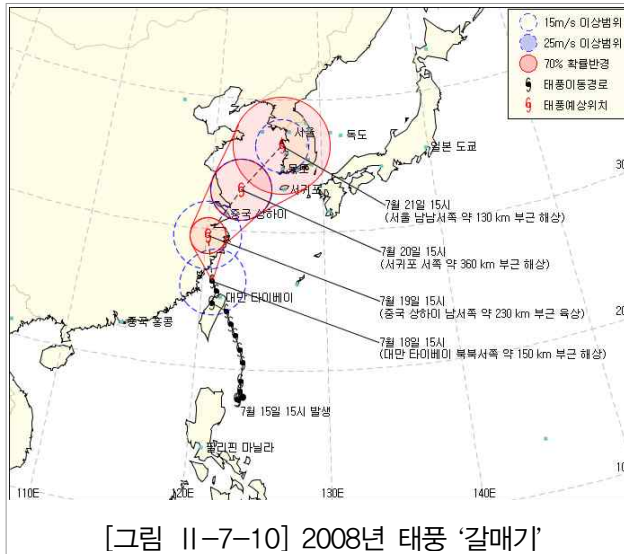 15m/s 이상범위
25m/s 이상범위
70% 확률반경
태풍이동경로
태풍예상위치
서울
독도
일본 도쿄
목포
서귀포
중국 상하이
7월 21일 15시
(서울 남남서쪽 약 130 km 부근 해상)
7월 20일 15시
(서귀포 서쪽 약 360 km 부근 해상)
7월 19일 15시
(중국 상하이 남서쪽 약 230 km 부근 육상)
7월 18일 15시
(대만 타이베이 북북서쪽 약 150 km 부근 해상)
대만 타이베이
중국 홍콩
7월 15일 15시 발생
필리핀 마닐라
30
20
10
110E
120E
130E
140E
[그림 Ⅱ-7-10] 2008년 태풍 ‘갈매기’